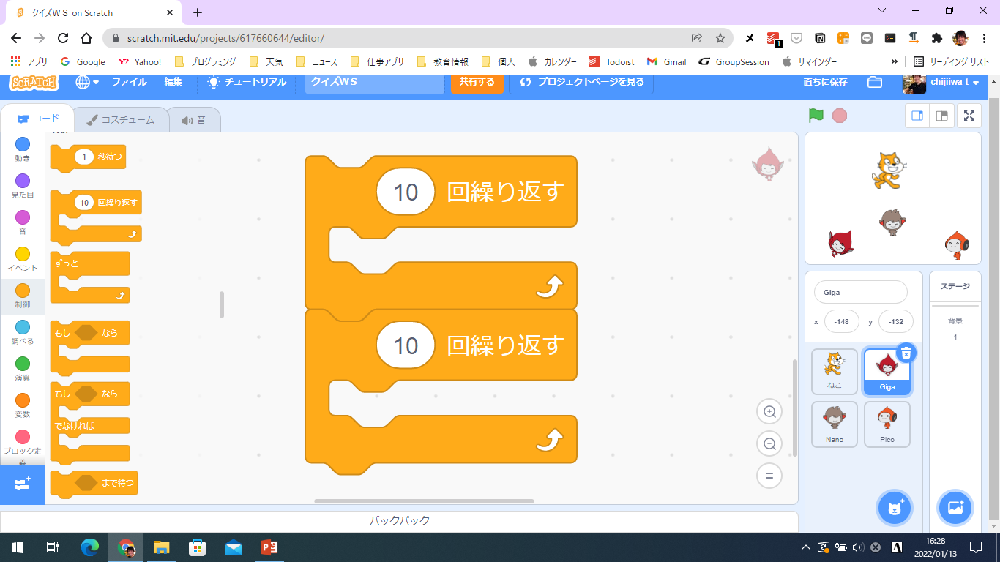 クイズWS on Scratch
scratch.mit.edu/projects/617660644/editor/
1
アプリ Google Yahoo! プログラミング 天気 ニュース 仕事アプリ 教育情報 個人 カレンダー Todoist Gmail GroupSession リマインダー » リーディング リスト
SCRATCH ファイル 編集 チュートリアル クイズWS 共有する プロジェクトページを見る 直ちに保存 chijiiwa-t
コード コスチューム 音
動き
見た目
音
イベント
制御
調べる
演算
変数
ブロック定義
1 秒待つ
10 回繰り返す
ずっと
もし なら
もし なら
でなければ
まで待つ
10 回繰り返す
10 回繰り返す
Giga
x -148 y -132
ねこ
Giga
Nano
Pico
ステージ
背景
1
バックパック
A
16:28
2022/01/13